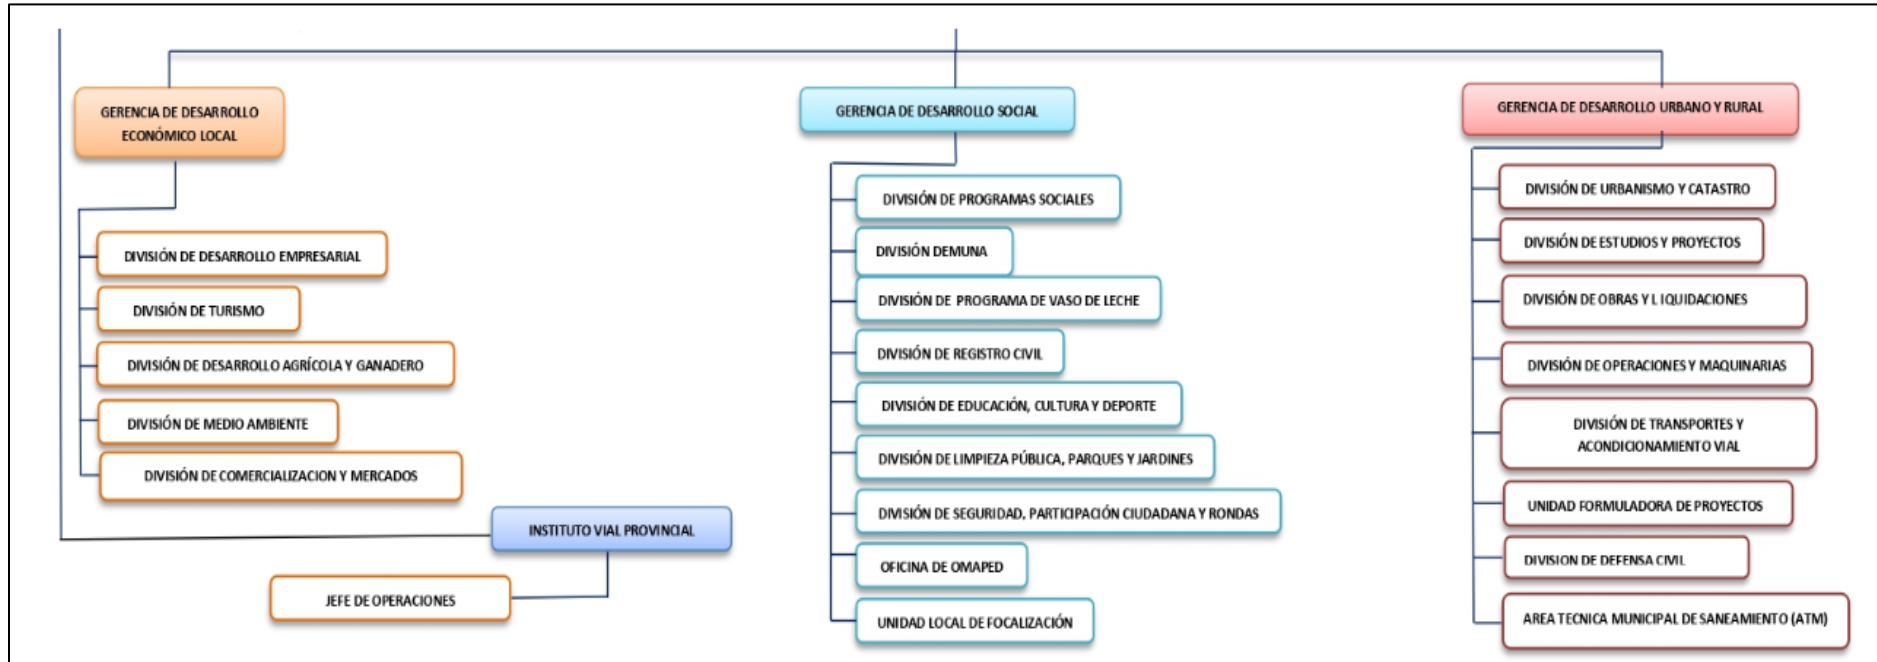 GERENCIA DE DESARROLLO
ECONÓMICO LOCAL
DIVISIÓN DE DESARROLLO EMPRESARIAL
DIVISIÓN DE TURISMO
DIVISIÓN DE DESARROLLO AGRÍCOLA Y GANADERO
DIVISIÓN DE MEDIO AMBIENTE
DIVISIÓN DE COMERCIALIZACION Y MERCADOS
INSTITUTO VIAL PROVINCIAL
JEFE DE OPERACIONES
GERENCIA DE DESARROLLO SOCIAL
DIVISIÓN DE PROGRAMAS SOCIALES
DIVISIÓN DEMUNA
DIVISIÓN DE PROGRAMA DE VASO DE LECHE
DIVISIÓN DE REGISTRO CIVIL
DIVISIÓN DE EDUCACIÓN, CULTURA Y DEPORTE
DIVISIÓN DE LIMPIEZA PÚBLICA, PARQUES Y JARDINES
DIVISIÓN DE SEGURIDAD, PARTICIPACIÓN CIUDADANA Y RONDAS
OFICINA DE OMAPED
UNIDAD LOCAL DE FOCALIZACIÓN
GERENCIA DE DESARROLLO URBANO Y RURAL
DIVISIÓN DE URBANISMO Y CATASTRO
DIVISIÓN DE ESTUDIOS Y PROYECTOS
DIVISIÓN DE OBRAS Y L IQUIDACIONES
DIVISIÓN DE OPERACIONES Y MAQUINARIAS
DIVISIÓN DE TRANSPORTES Y
ACONDICIONAMIENTO VIAL
UNIDAD FORMULADORA DE PROYECTOS
DIVISION DE DEFENSA CIVIL
AREA TECNICA MUNICIPAL DE SANEAMIENTO (ATM)